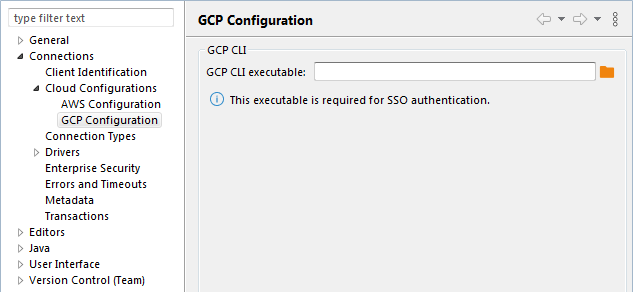 type filter text
General
Connections
Client Identification
Cloud Configurations
AWS Configuration
GCP Configuration
Connection Types
Drivers
Enterprise Security
Errors and Timeouts
Metadata
Transactions
Editors
Java
User Interface
Version Control (Team)
GCP Configuration
GCP CLI
GCP CLI executable:
This executable is required for SSO authentication.